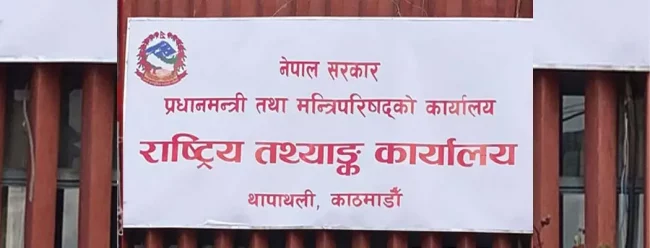 नेपाल सरकार
प्रधानमन्त्री तथा मन्त्रिपरिषद्को कार्यालय
राष्ट्रिय तथ्याङ्क कार्यालय
थापाथली, काठमाडौँ